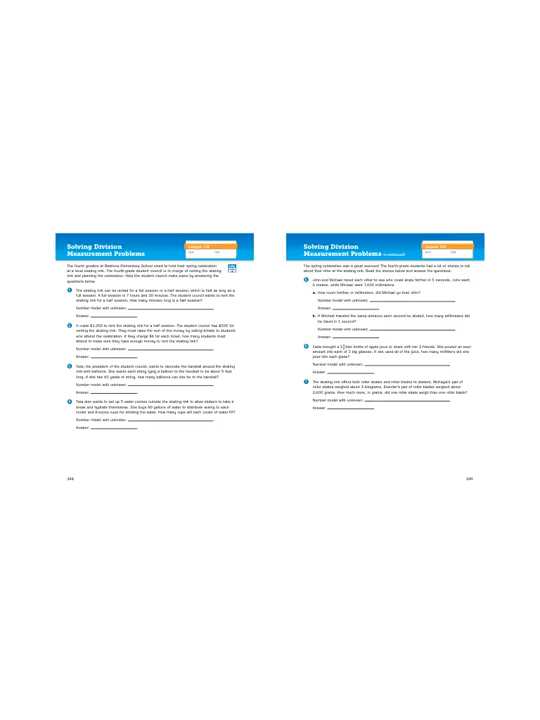 Solving Division
Measurement Problems
The fourth graders at Bowlnow Elementary School voted to hold their spring celebration
at a local skating rink. The fourth-grade student council is in charge of renting the skating
rink and planning the celebration. Help the student council make plans by answering the
questions below.
1 The skating rink can be rented for a full session or a half session, which is half as long as a
full session. A full session is 7 hours and 30 minutes. The student council wants to rent the
skating rink for a half session. How many minutes long is a half session?
Number model with unknown:
Answer:
2 It costs $1,250 to rent the skating rink for a half session. The student council has $500 for
renting the skating rink. They must raise the rest of the money by selling tickets to students
who attend the celebration. If they charge $6 for each ticket, how many students must
attend to make sure they have enough money to rent the skating rink?
Number model with unknown:
Answer:
3 Tara, the president of the student council, wants to decorate the handrail around the skating
rink with balloons. She wants each string tying a balloon to the handrail to be about 5 feet
long. If she has 60 yards of string, how many balloons can she tie to the handrail?
Number model with unknown:
Answer:
4 Tara also wants to set up 5 water coolers outside the skating rink to allow skaters to take a
break and hydrate themselves. She buys 60 gallons of water to distribute evenly to each
cooler and 8-ounce cups for drinking the water. How many cups will each cooler of water fill?
Number model with unknown:
Answer:
248
Solving Division
Measurement Problems (continued)
The spring celebration was a great success! The fourth-grade students had a lot of stories to tell
about their time at the skating rink. Read the stories below and answer the questions.
5 John and Michael raced each other to see who could skate farther in 5 seconds. John went
6 meters, while Michael went 7,600 millimeters.
a. How much farther, in millimeters, did Michael go than John?
Number model with unknown:
Answer:
b. If Michael traveled the same distance each second he skated, how many millimeters did
he travel in 1 second?
Number model with unknown:
Answer:
6 Carla brought a liter bottle of apple juice to share with her 2 friends. She poured an even
amount into each of 3 big glasses. If she used all of the juice, how many milliliters did she
pour into each glass?
Number model with unknown:
Answer:
7 The skating rink offers both roller skates and roller blades to skaters. pair of
roller skates weighed about 3 kilograms. pair of roller blades weighed about
2,600 grams. How much more, in grams, did one roller skate weigh than one roller blade?
Number model with unknown:
Answer:
249